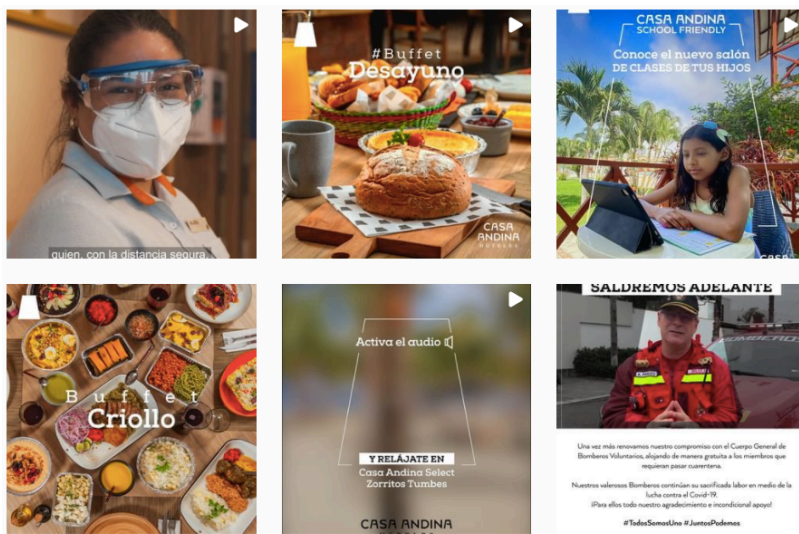 quien, con la distancia segura,
#Buffet
Desayuno
CASA
ANDINA
HOTELES
CASA ANDINA
SCHOOL FRIENDLY
Conoce el nuevo salón
DE CLASES DE TUS HIJOS
CASA
Buffet
Criollo
Activa el audio
Y RELÁJATE EN
Casa Andina Select
Zorritos Tumbes
CASA ANDINA
SALDREMOS ADELANTE
BOMBEROS
Una vez más renovamos nuestro compromiso con el Cuerpo General de
Bomberos Voluntarios, alojando de manera gratuita a los miembros que
requieran pasar cuarentena.
Nuestros valerosos Bomberos continúan su sacrificada labor en medio de la
lucha contra el Covid-19.
¡Para ellos todo nuestro agradecimiento e incondicional apoyo!
#TodosSomosUno #JuntosPodemos